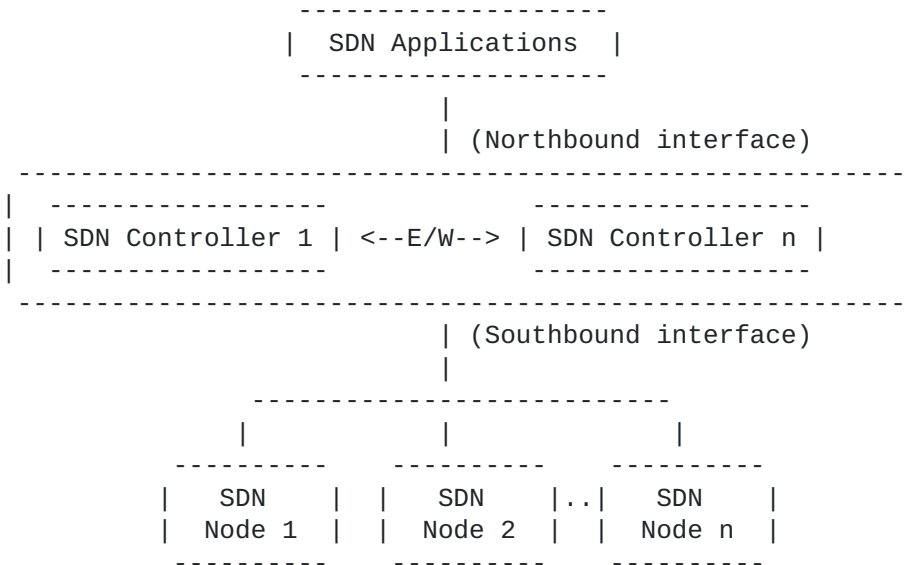 SDN Applications
(Northbound interface)
SDN Controller 1 <--E/W--> SDN Controller n
(Southbound interface)
SDN SDN .. SDN
Node 1 Node 2 Node n